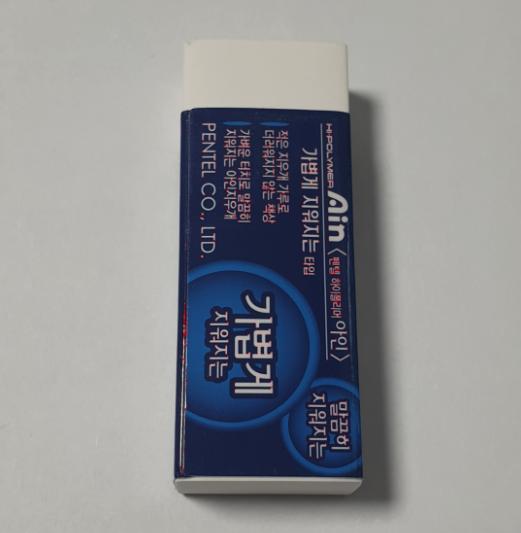 HI-POLYMER Ain 〈펜텔 하이폴리머 아인〉
가볍게 지워지는 타입
적은 지우개 가루로
더러워지지 않는 책상
가벼운 터치로 말끔히
지워지는 아인지우개
PENTEL CO., LTD.
가볍게
지워지는
말끔히
지워지는